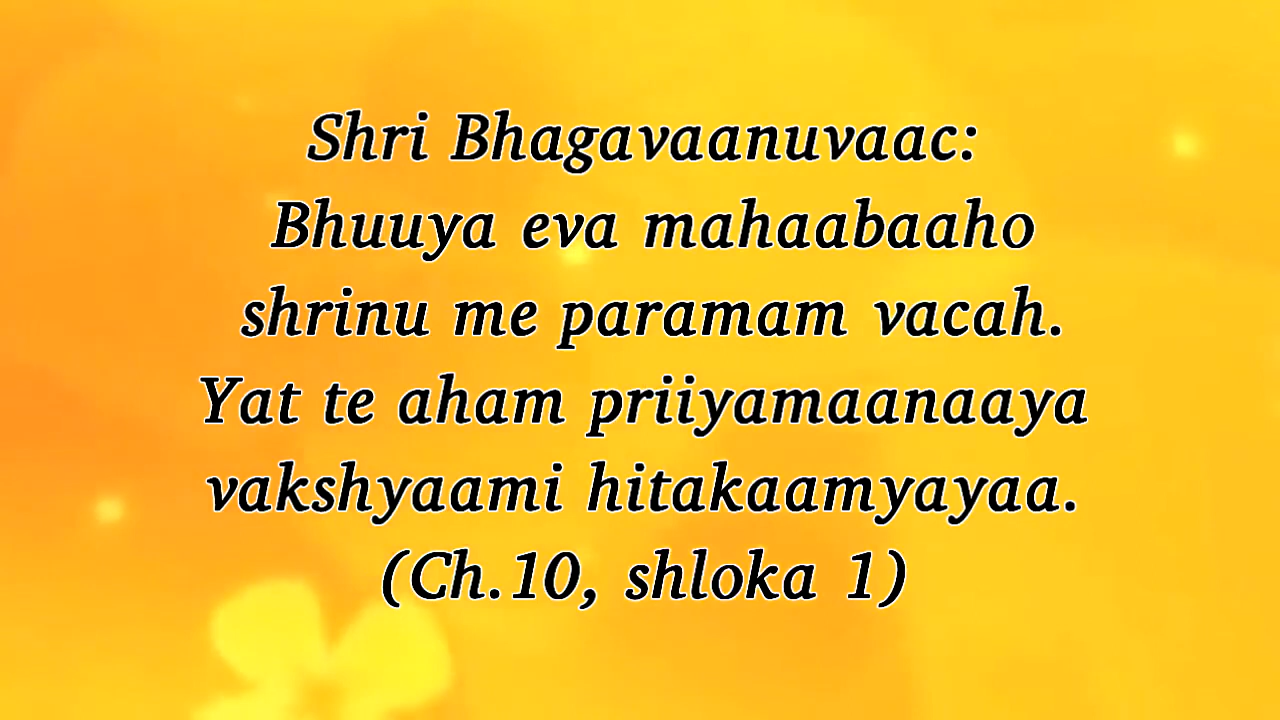 Shri Bhagavaanuvaac:
Bhuuya eva mahaabaaho
shrinu me paramam vacah.
Yat te aham priiyamaanaaya
vakshyaami hitakaamyayaa.
(Ch.10, shloka 1)